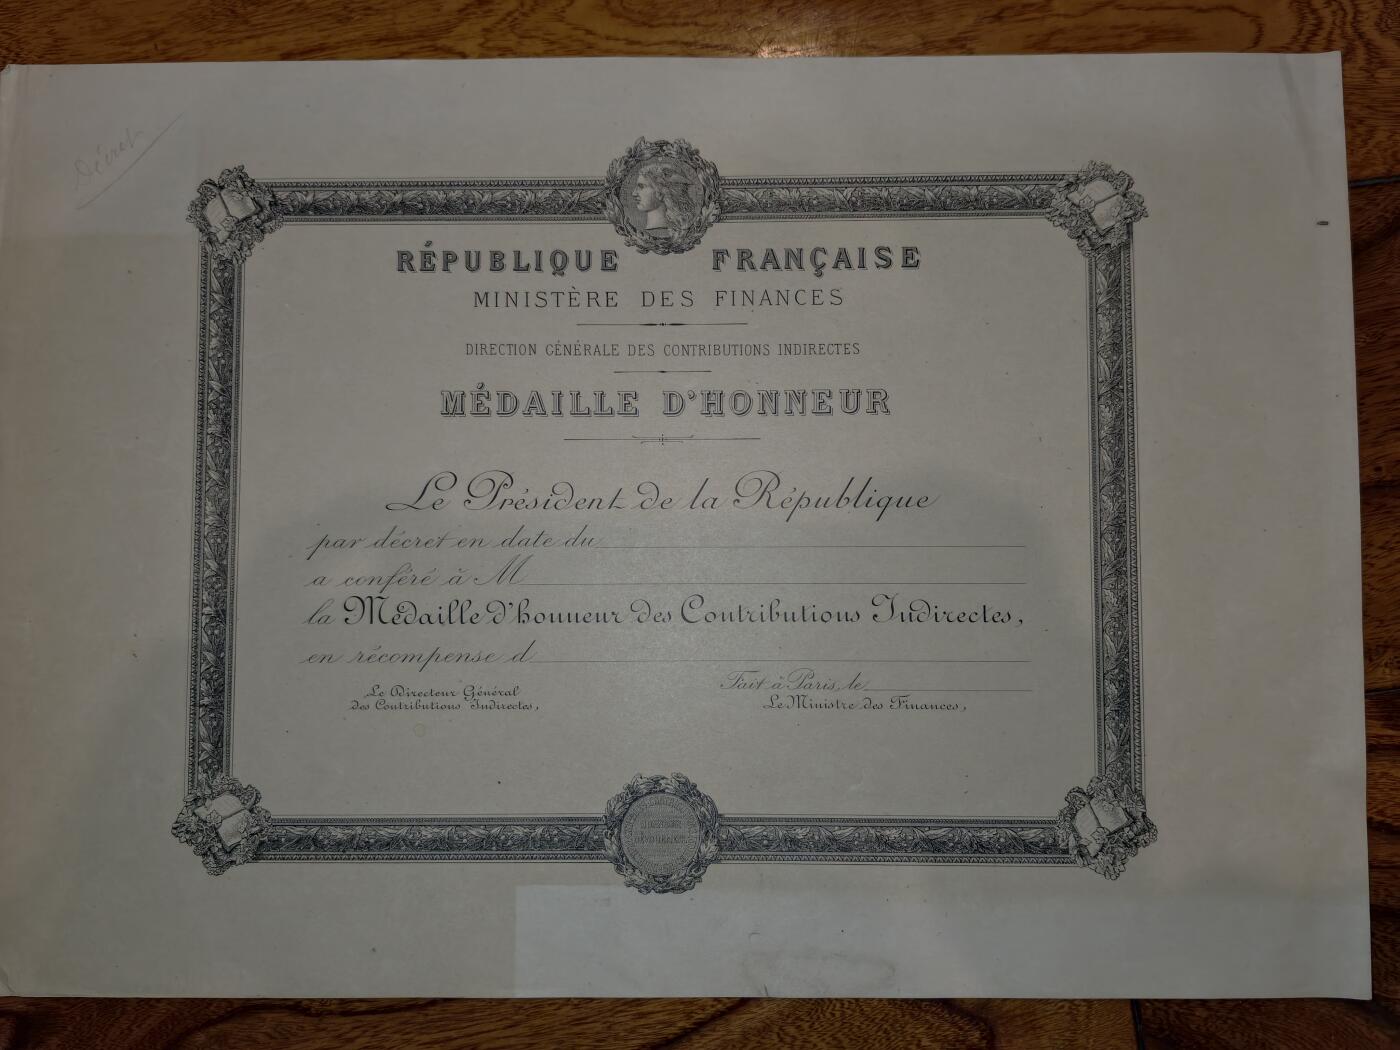 Décret
RÉPUBLIQUE FRANÇAISE
MINISTÈRE DES FINANCES
DIRECTION GÉNÉRALE DES CONTRIBUTIONS INDIRECTES
MÉDAILLE D'HONNEUR
Le Président de la République
par décret en date du
a conféré à M
la Médaille d'honneur des Contributions Indirectes,
en récompense d
Le Directeur Général
des Contributions Indirectes,
Fait à Paris, le
Le Ministre des Finances,